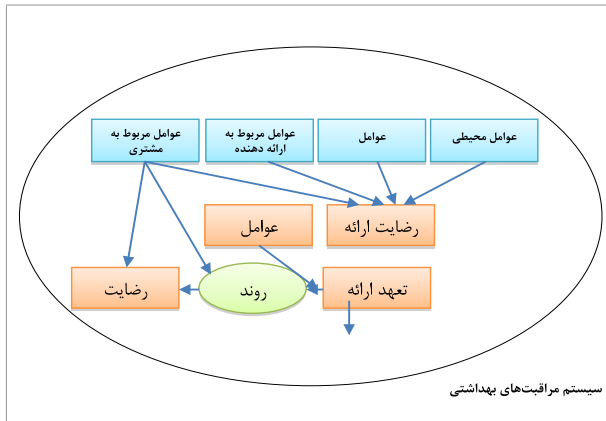 عوامل محیطی
عوامل
عوامل مربوط به
ارائه دهنده
عوامل مربوط به
مشتری
رضایت ارائه
عوامل
تعهد ارائه
روند
رضایت
سیستم مراقبت‌های بهداشتی